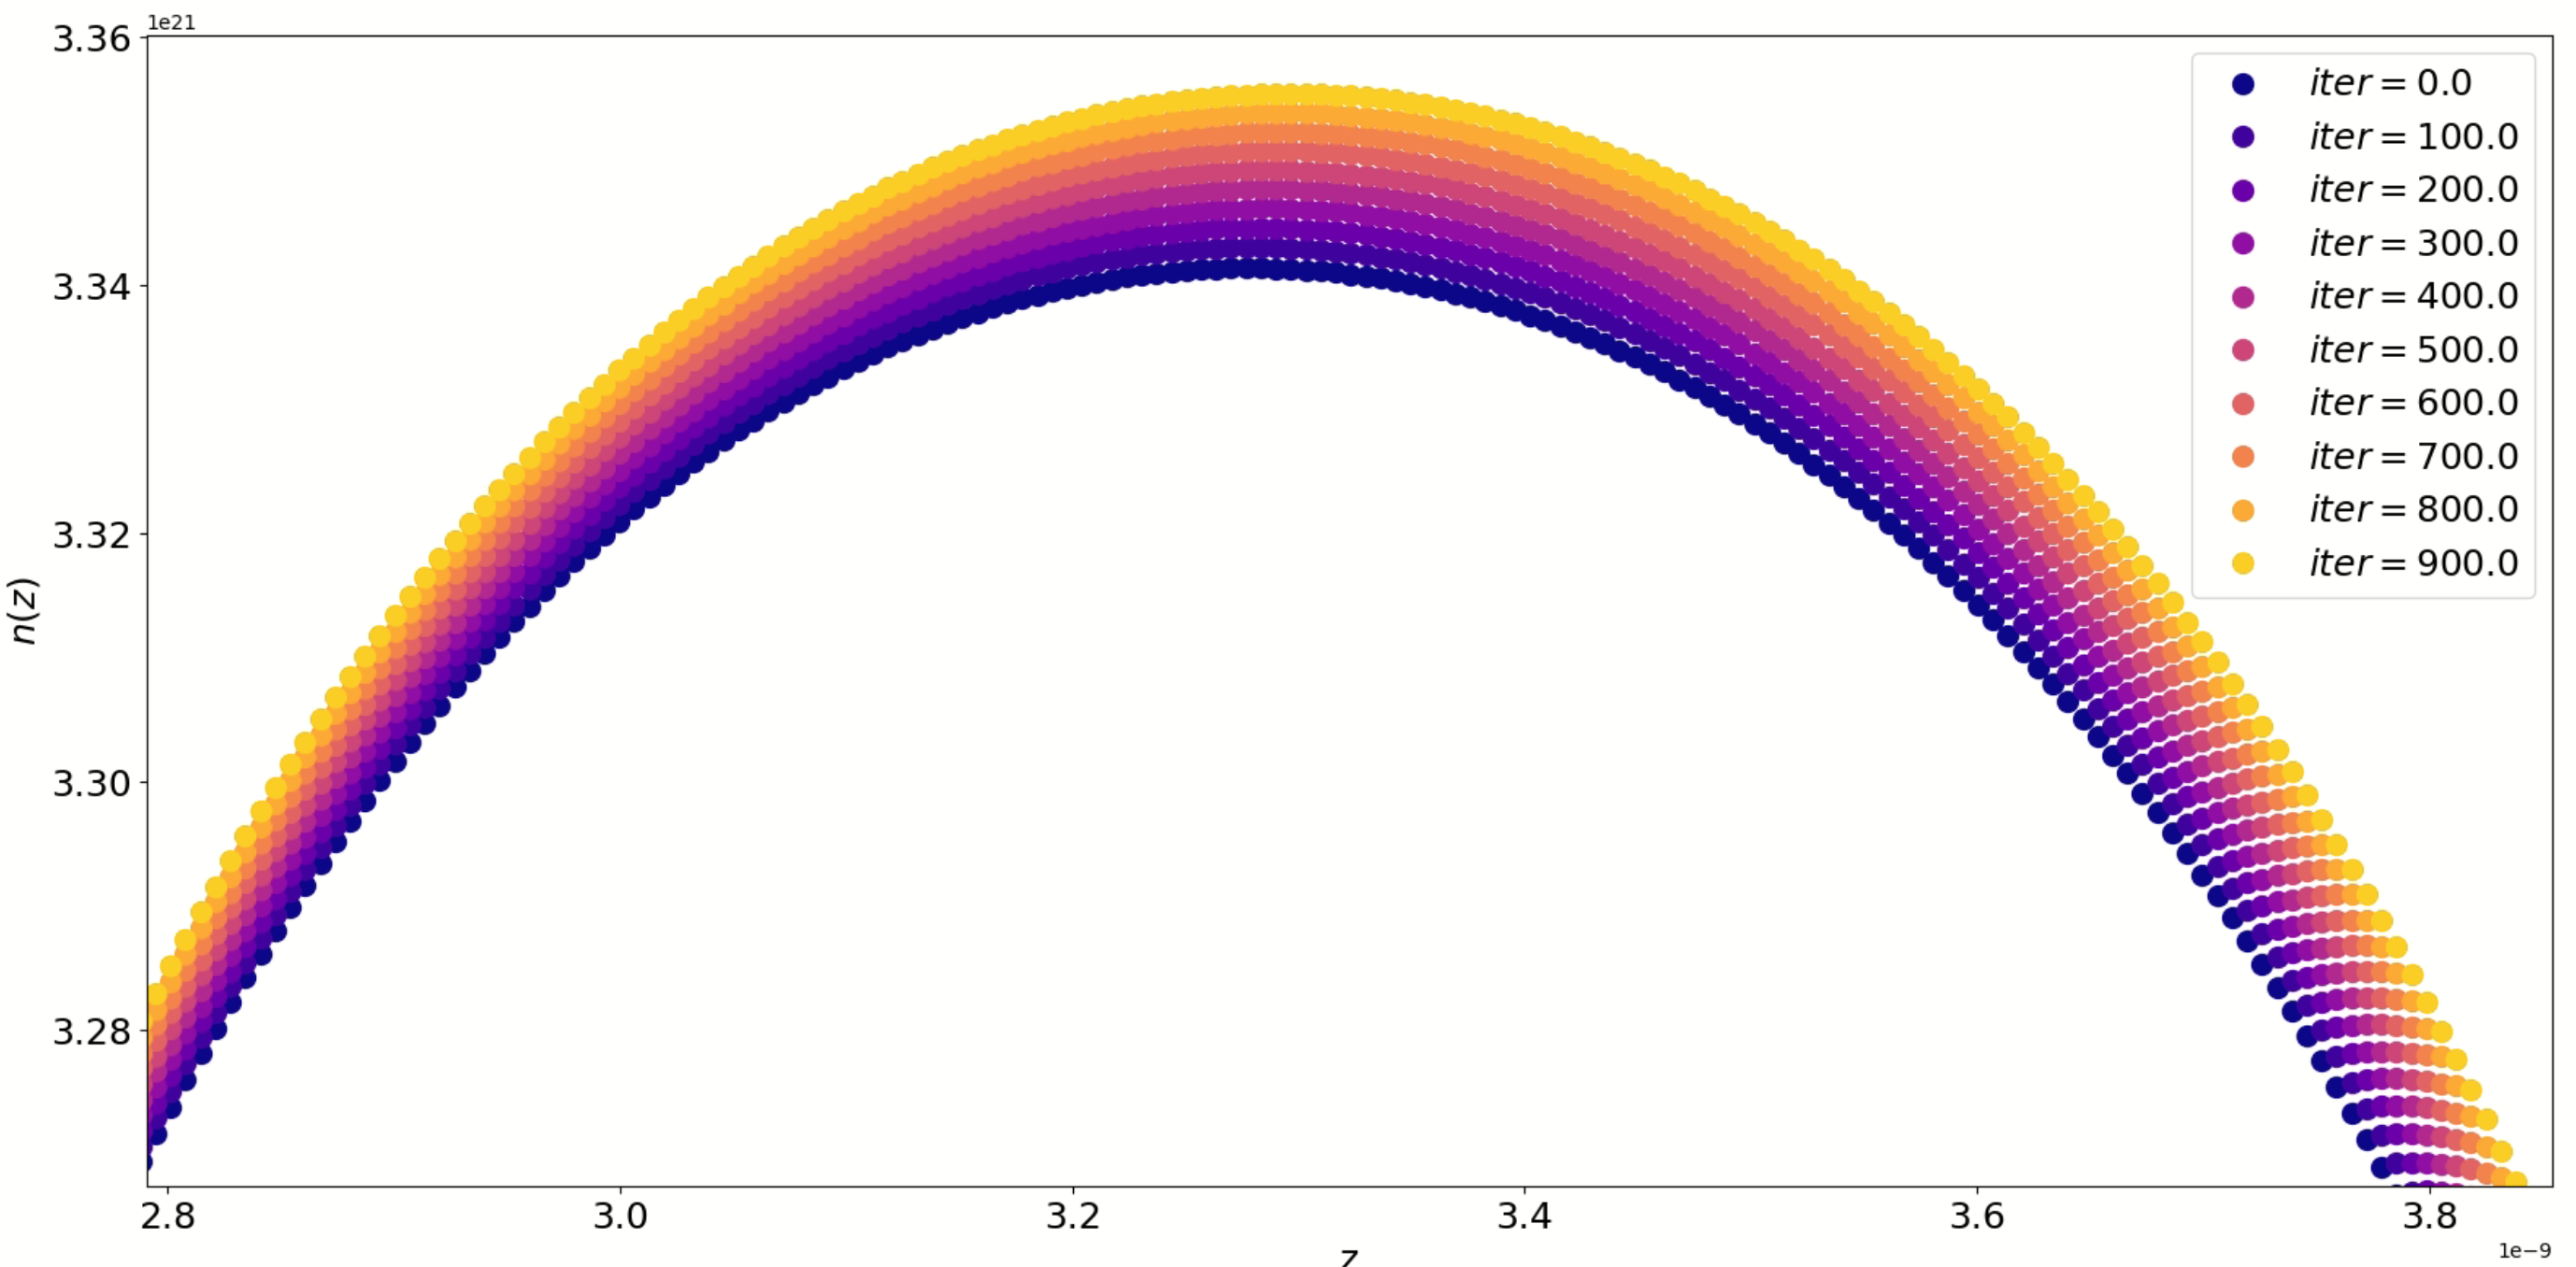 1e21
3.36
3.34
3.32
3.30
3.28
n(z)
2.8 3.0 3.2 3.4 3.6 3.8
1e−9
z
iter = 0.0
iter = 100.0
iter = 200.0
iter = 300.0
iter = 400.0
iter = 500.0
iter = 600.0
iter = 700.0
iter = 800.0
iter = 900.0